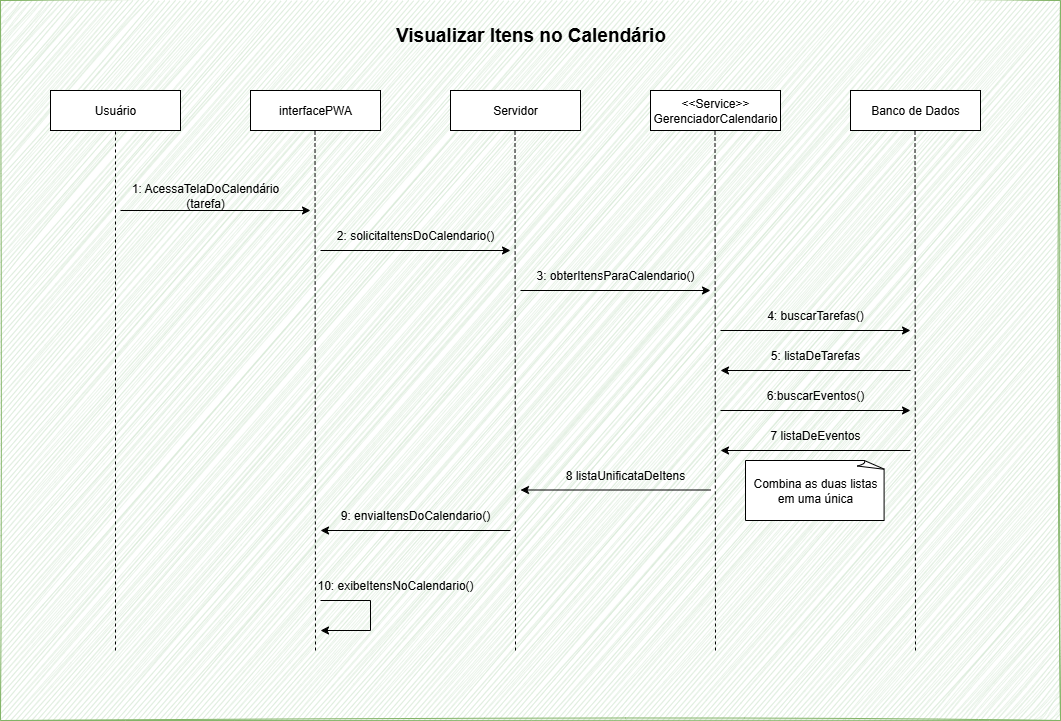 Visualizar Itens no Calendário
Usuário
interfacePWA
Servidor
<<Service>>
GerenciadorCalendario
Banco de Dados
1: AcessaTelaDoCalendário
(tarefa)
2: solicitaItensDoCalendario()
3: obterItensParaCalendario()
4: buscarTarefas()
5: listaDeTarefas
6:buscarEventos()
7 listaDeEventos
8 listaUnificataDeItens
Combina as duas listas
em uma única
9: enviaItensDoCalendario()
10: exibeItensNoCalendario()